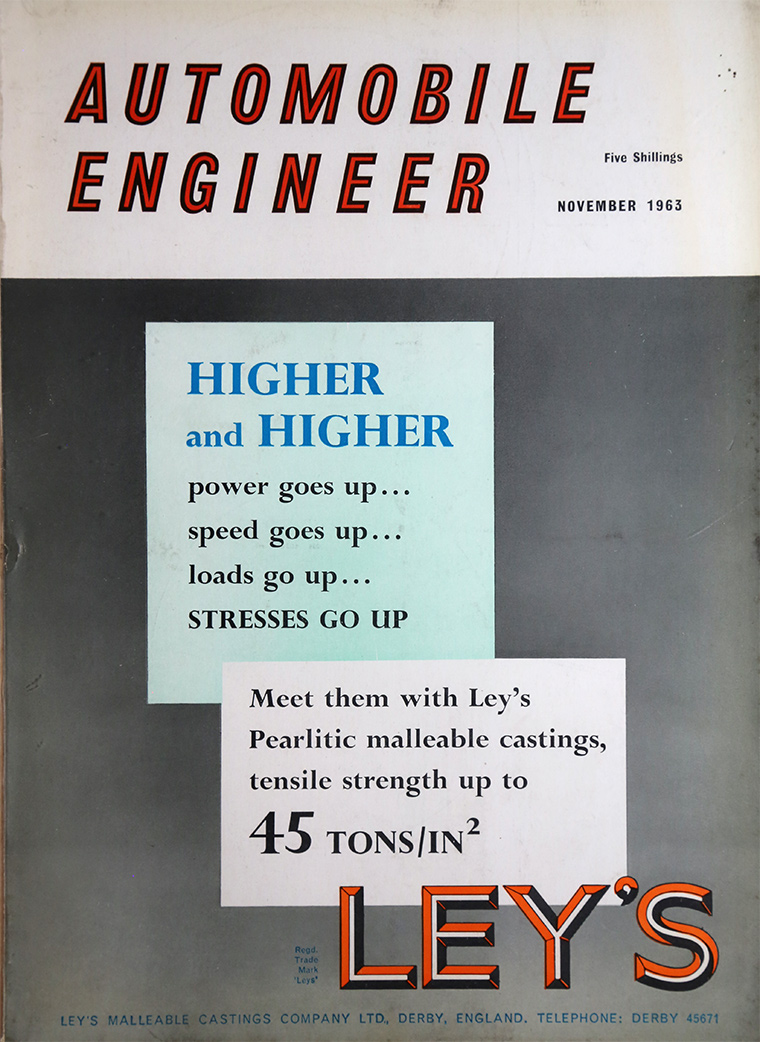 AUTOMOBILE
ENGINEER
Five Shillings
NOVEMBER 1963
HIGHER
and HIGHER
power goes up...
speed goes up...
loads go up...
STRESSES GO UP
Meet them with Ley's
Pearlitic malleable castings,
tensile strength up to
45 TONS/IN²
LEY'S
Regd.
Trade
Mark
'Leys'
LEY'S MALLEABLE CASTINGS COMPANY LTD., DERBY, ENGLAND. TELEPHONE: DERBY 45671